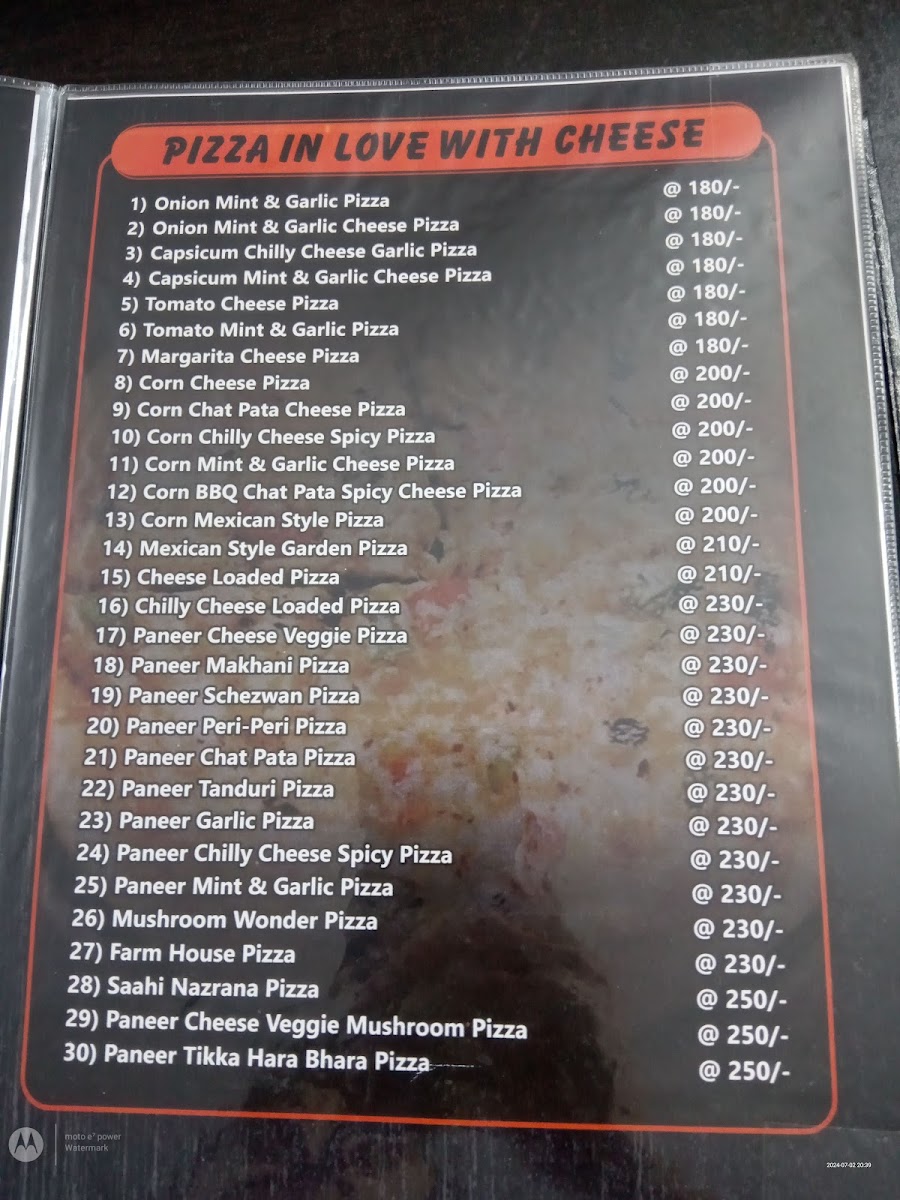 PIZZA IN LOVE WITH CHEESE
1) Onion Mint & Garlic Pizza @ 180/-
2) Onion Mint & Garlic Cheese Pizza @ 180/-
3) Capsicum Chilly Cheese Garlic Pizza @ 180/-
4) Capsicum Mint & Garlic Cheese Pizza @ 180/-
5) Tomato Cheese Pizza @ 180/-
6) Tomato Mint & Garlic Pizza @ 180/-
7) Margarita Cheese Pizza @ 180/-
8) Corn Cheese Pizza @ 200/-
9) Corn Chat Pata Cheese Pizza @ 200/-
10) Corn Chilly Cheese Spicy Pizza @ 200/-
11) Corn Mint & Garlic Cheese Pizza @ 200/-
12) Corn BBQ Chat Pata Spicy Cheese Pizza @ 200/-
13) Corn Mexican Style Pizza @ 200/-
14) Mexican Style Garden Pizza @ 210/-
15) Cheese Loaded Pizza @ 210/-
16) Chilly Cheese Loaded Pizza @ 230/-
17) Paneer Cheese Veggie Pizza @ 230/-
18) Paneer Makhani Pizza @ 230/-
19) Paneer Schezwan Pizza @ 230/-
20) Paneer Peri-Peri Pizza @ 230/-
21) Paneer Chat Pata Pizza @ 230/-
22) Paneer Tanduri Pizza @ 230/-
23) Paneer Garlic Pizza @ 230/-
24) Paneer Chilly Cheese Spicy Pizza @ 230/-
25) Paneer Mint & Garlic Pizza @ 230/-
26) Mushroom Wonder Pizza @ 230/-
27) Farm House Pizza @ 230/-
28) Saahi Nazrana Pizza @ 250/-
29) Paneer Cheese Veggie Mushroom Pizza @ 250/-
30) Paneer Tikka Hara Bhara Pizza @ 250/-
moto e⁷ power
Watermark
2024-07-02 20:39